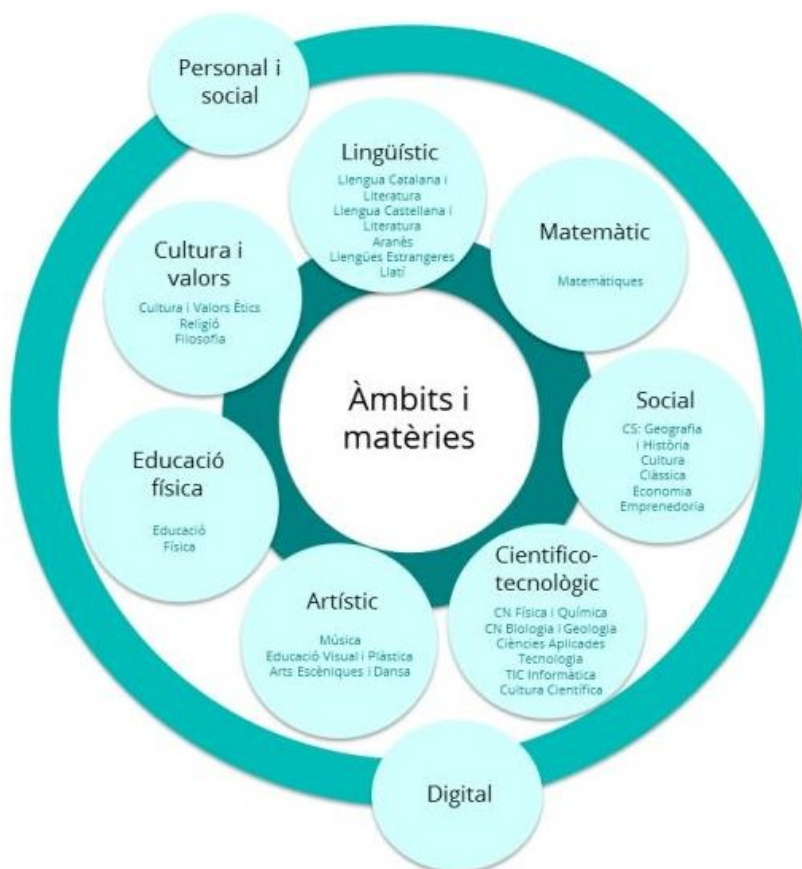 Personal i
social
Lingüístic
Llengua Catalana i
Literatura
Llengua Castellana i
Literatura
Aranès
Llengües Estrangeres
Llatí
Matemàtic
Matemàtiques
Cultura i
valors
Cultura i Valors Ètics
Religió
Filosofia
Àmbits i
matèries
Social
CS: Geografia
i Història
Cultura
Clàssica
Economia
Emprenedoria
Educació
física
Educació
Física
Cientifico-
tecnològic
CN Física i Química
CN Biologia i Geologia
Ciències Aplicades
Tecnologia
TIC Informàtica
Cultura Científica
Artístic
Música
Educació Visual i Plàstica
Arts Escèniques i Dansa
Digital